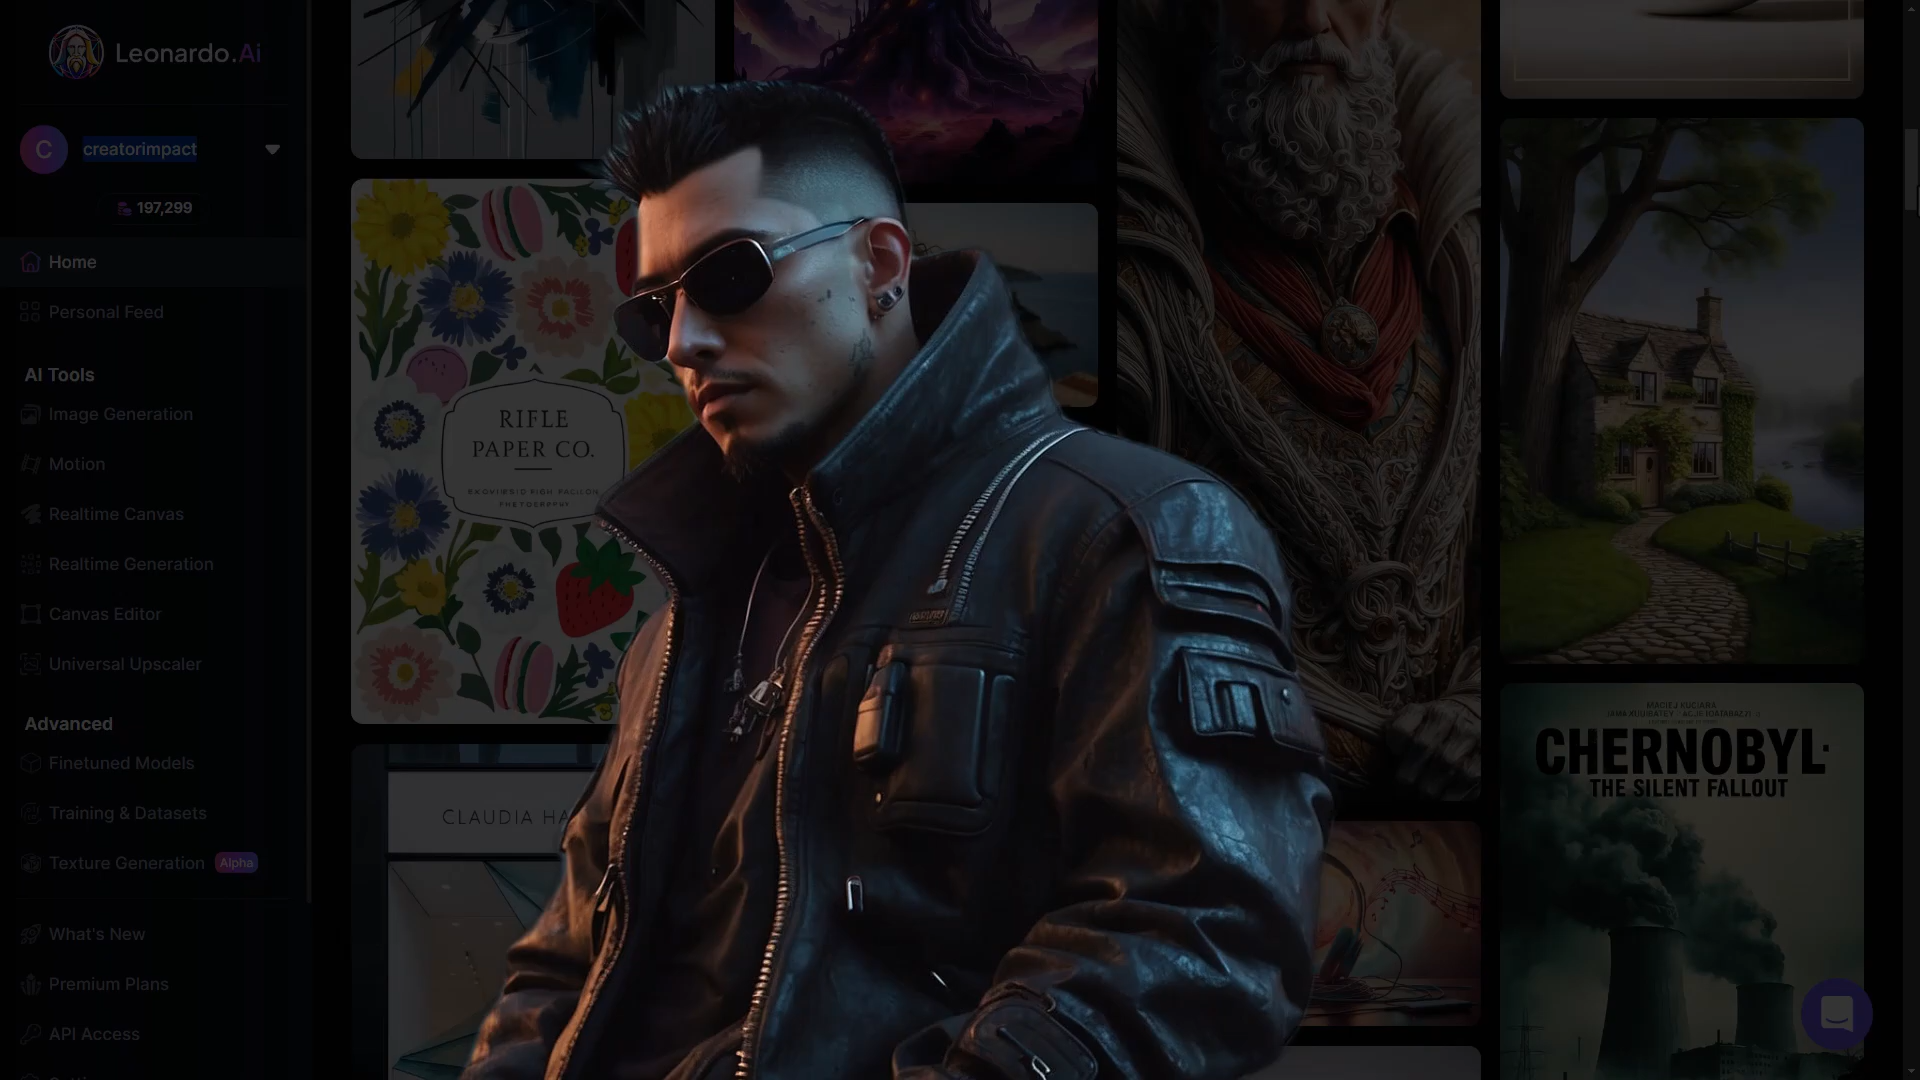 Leonardo.Ai
C
creatorimpact
197,299
Home
Personal Feed
AI Tools
Image Generation
Motion
Realtime Canvas
Realtime Generation
Canvas Editor
Universal Upscaler
Advanced
Finetuned Models
Training & Datasets
Texture Generation Alpha
What's New
Premium Plans
API Access
RIFLE
PAPER CO.
CLAUDIA HA
MACIEJ KUCIARA
CHERNOBYL
THE SILENT FALLOUT